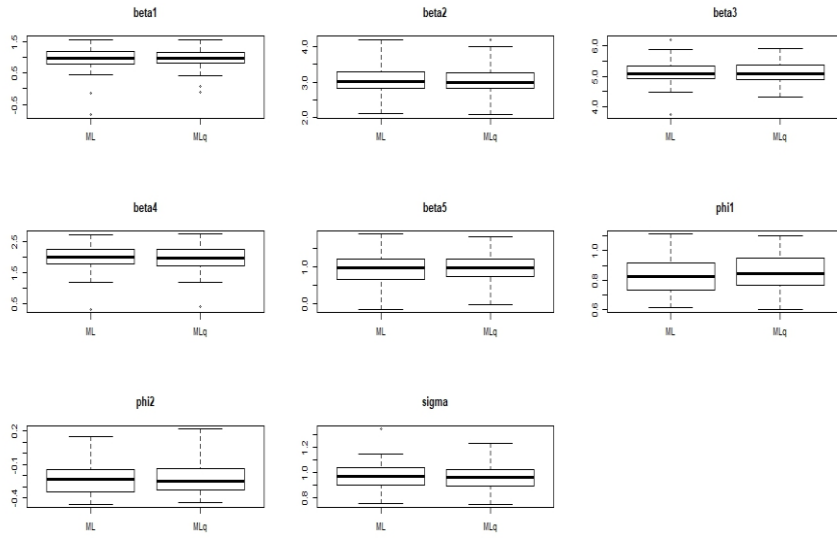 beta1
beta2
beta3
1.5
0.5
-0.5
ML
MLq
4.0
3.0
2.0
ML
MLq
6.0
5.0
4.0
ML
MLq
beta4
beta5
phi1
2.5
1.5
0.5
ML
MLq
1.0
0.0
ML
MLq
1.0
0.8
0.6
ML
MLq
phi2
sigma
0.2
-0.1
-0.4
ML
MLq
1.2
1.0
0.8
ML
MLq